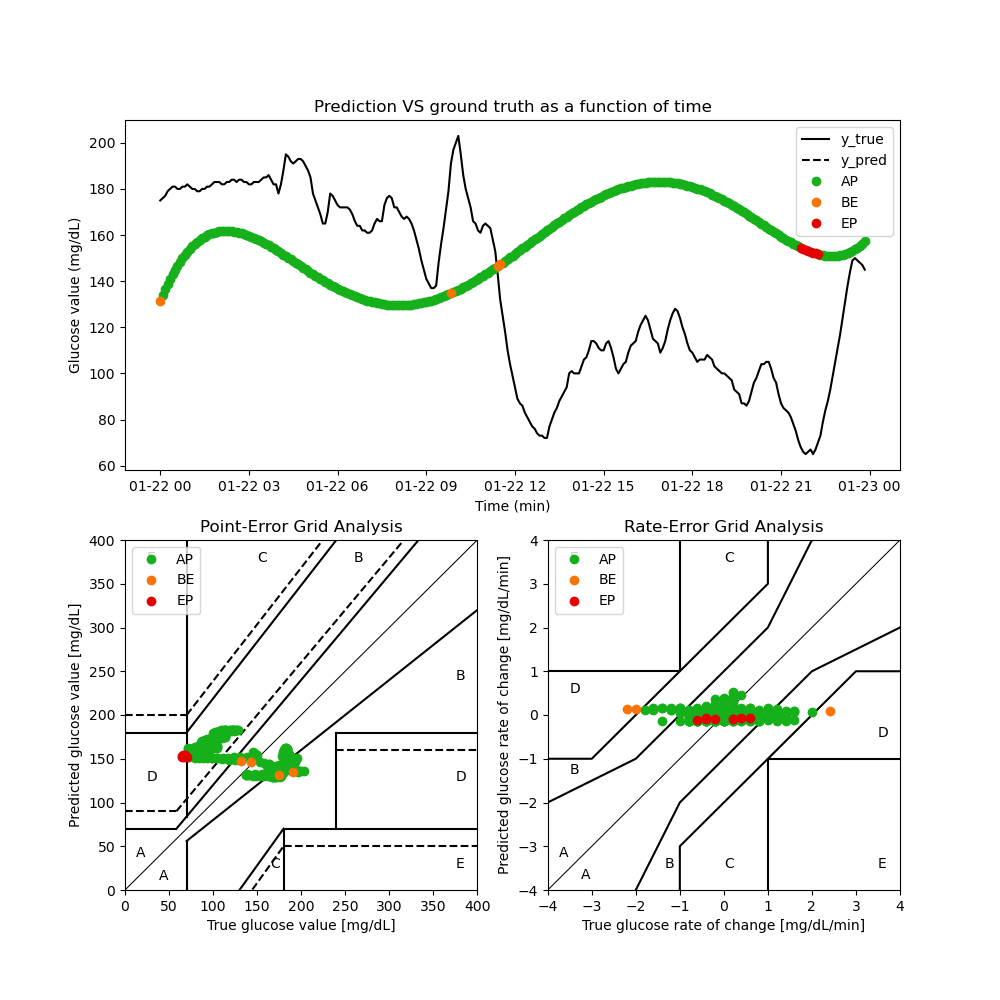 Prediction VS ground truth as a function of time
Glucose value (mg/dL)
200
180
160
140
120
100
80
60
y_true
y_pred
AP
BE
EP
01-22 00 01-22 03 01-22 06 01-22 09 01-22 12 01-22 15 01-22 18 01-22 21 01-23 00
Time (min)
Point-Error Grid Analysis
Predicted glucose value [mg/dL]
400
350
300
250
200
150
100
50
0
AP
BE
EP
C B
B
D D
A
A C E
0 50 100 150 200 250 300 350 400
True glucose value [mg/dL]
Rate-Error Grid Analysis
Predicted glucose rate of change [mg/dL/min]
4
3
2
1
0
−1
−2
−3
−4
AP
BE
EP
C
D
D
B
A
A B C E
−4 −3 −2 −1 0 1 2 3 4
True glucose rate of change [mg/dL/min]